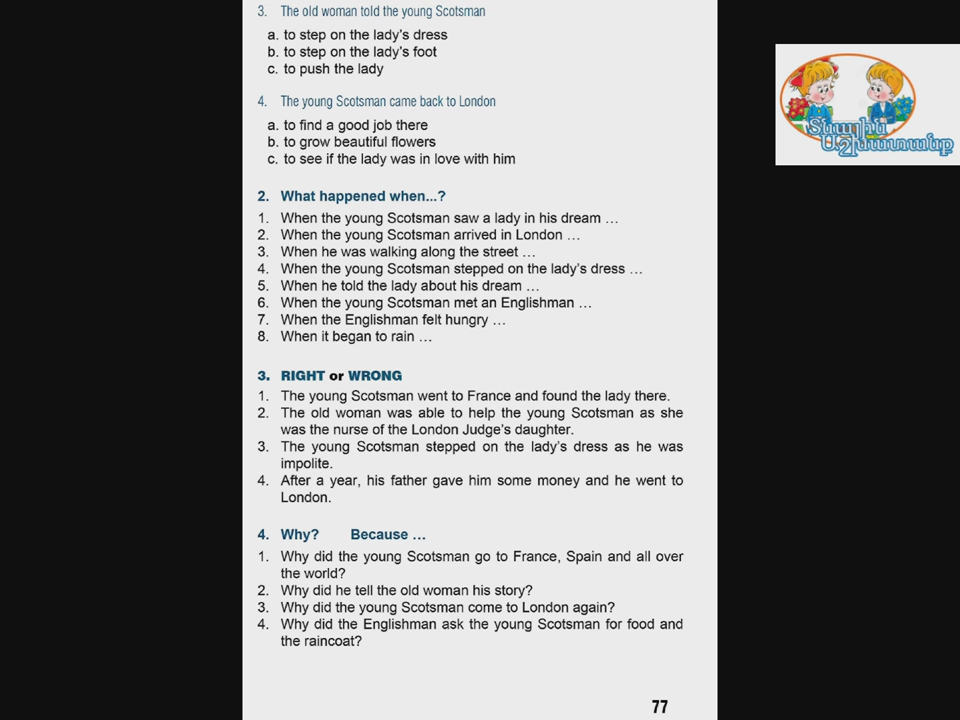 3. The old woman told the young Scotsman
a. to step on the lady's dress
b. to step on the lady's foot
c. to push the lady
4. The young Scotsman came back to London
a. to find a good job there
b. to grow beautiful flowers
c. to see if the lady was in love with him
2. What happened when...?
1. When the young Scotsman saw a lady in his dream ...
2. When the young Scotsman arrived in London ...
3. When he was walking along the street ...
4. When the young Scotsman stepped on the lady's dress ...
5. When he told the lady about his dream ...
6. When the young Scotsman met an Englishman ...
7. When the Englishman felt hungry ...
8. When it began to rain ...
3. RIGHT or WRONG
1. The young Scotsman went to France and found the lady there.
2. The old woman was able to help the young Scotsman as she
was the nurse of the London Judge's daughter.
3. The young Scotsman stepped on the lady's dress as he was
impolite.
4. After a year, his father gave him some money and he went to
London.
4. Why? Because ...
1. Why did the young Scotsman go to France, Spain and all over
the world?
2. Why did he tell the old woman his story?
3. Why did the young Scotsman come to London again?
4. Why did the Englishman ask the young Scotsman for food and
the raincoat?
77
Տնային
Աշխատանք